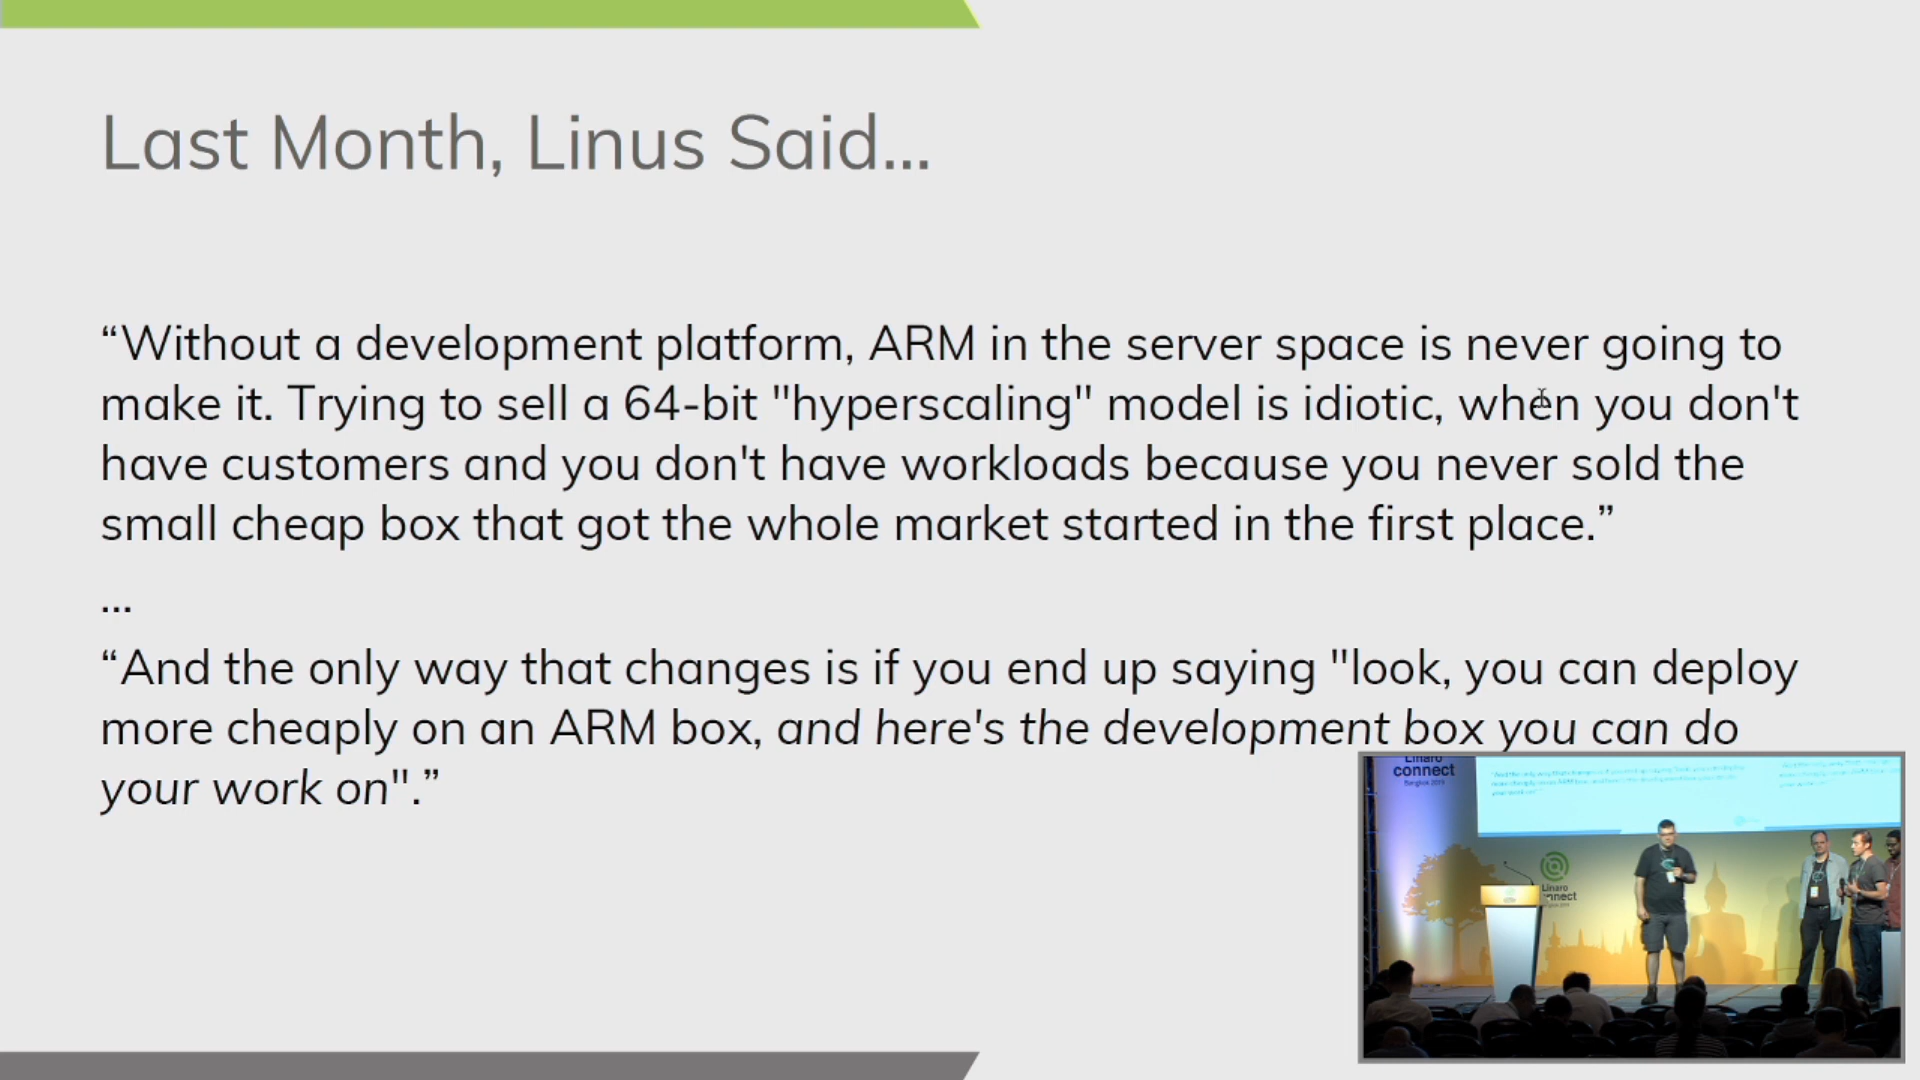 Last Month, Linus Said...
“Without a development platform, ARM in the server space is never going to
make it. Trying to sell a 64-bit "hyperscaling" model is idiotic, when you don't
have customers and you don't have workloads because you never sold the
small cheap box that got the whole market started in the first place.”
...
“And the only way that changes is if you end up saying "look, you can deploy
more cheaply on an ARM box, and here's the development box you can do
your work on".”
Linaro
connect
Bangkok 2019
Linaro